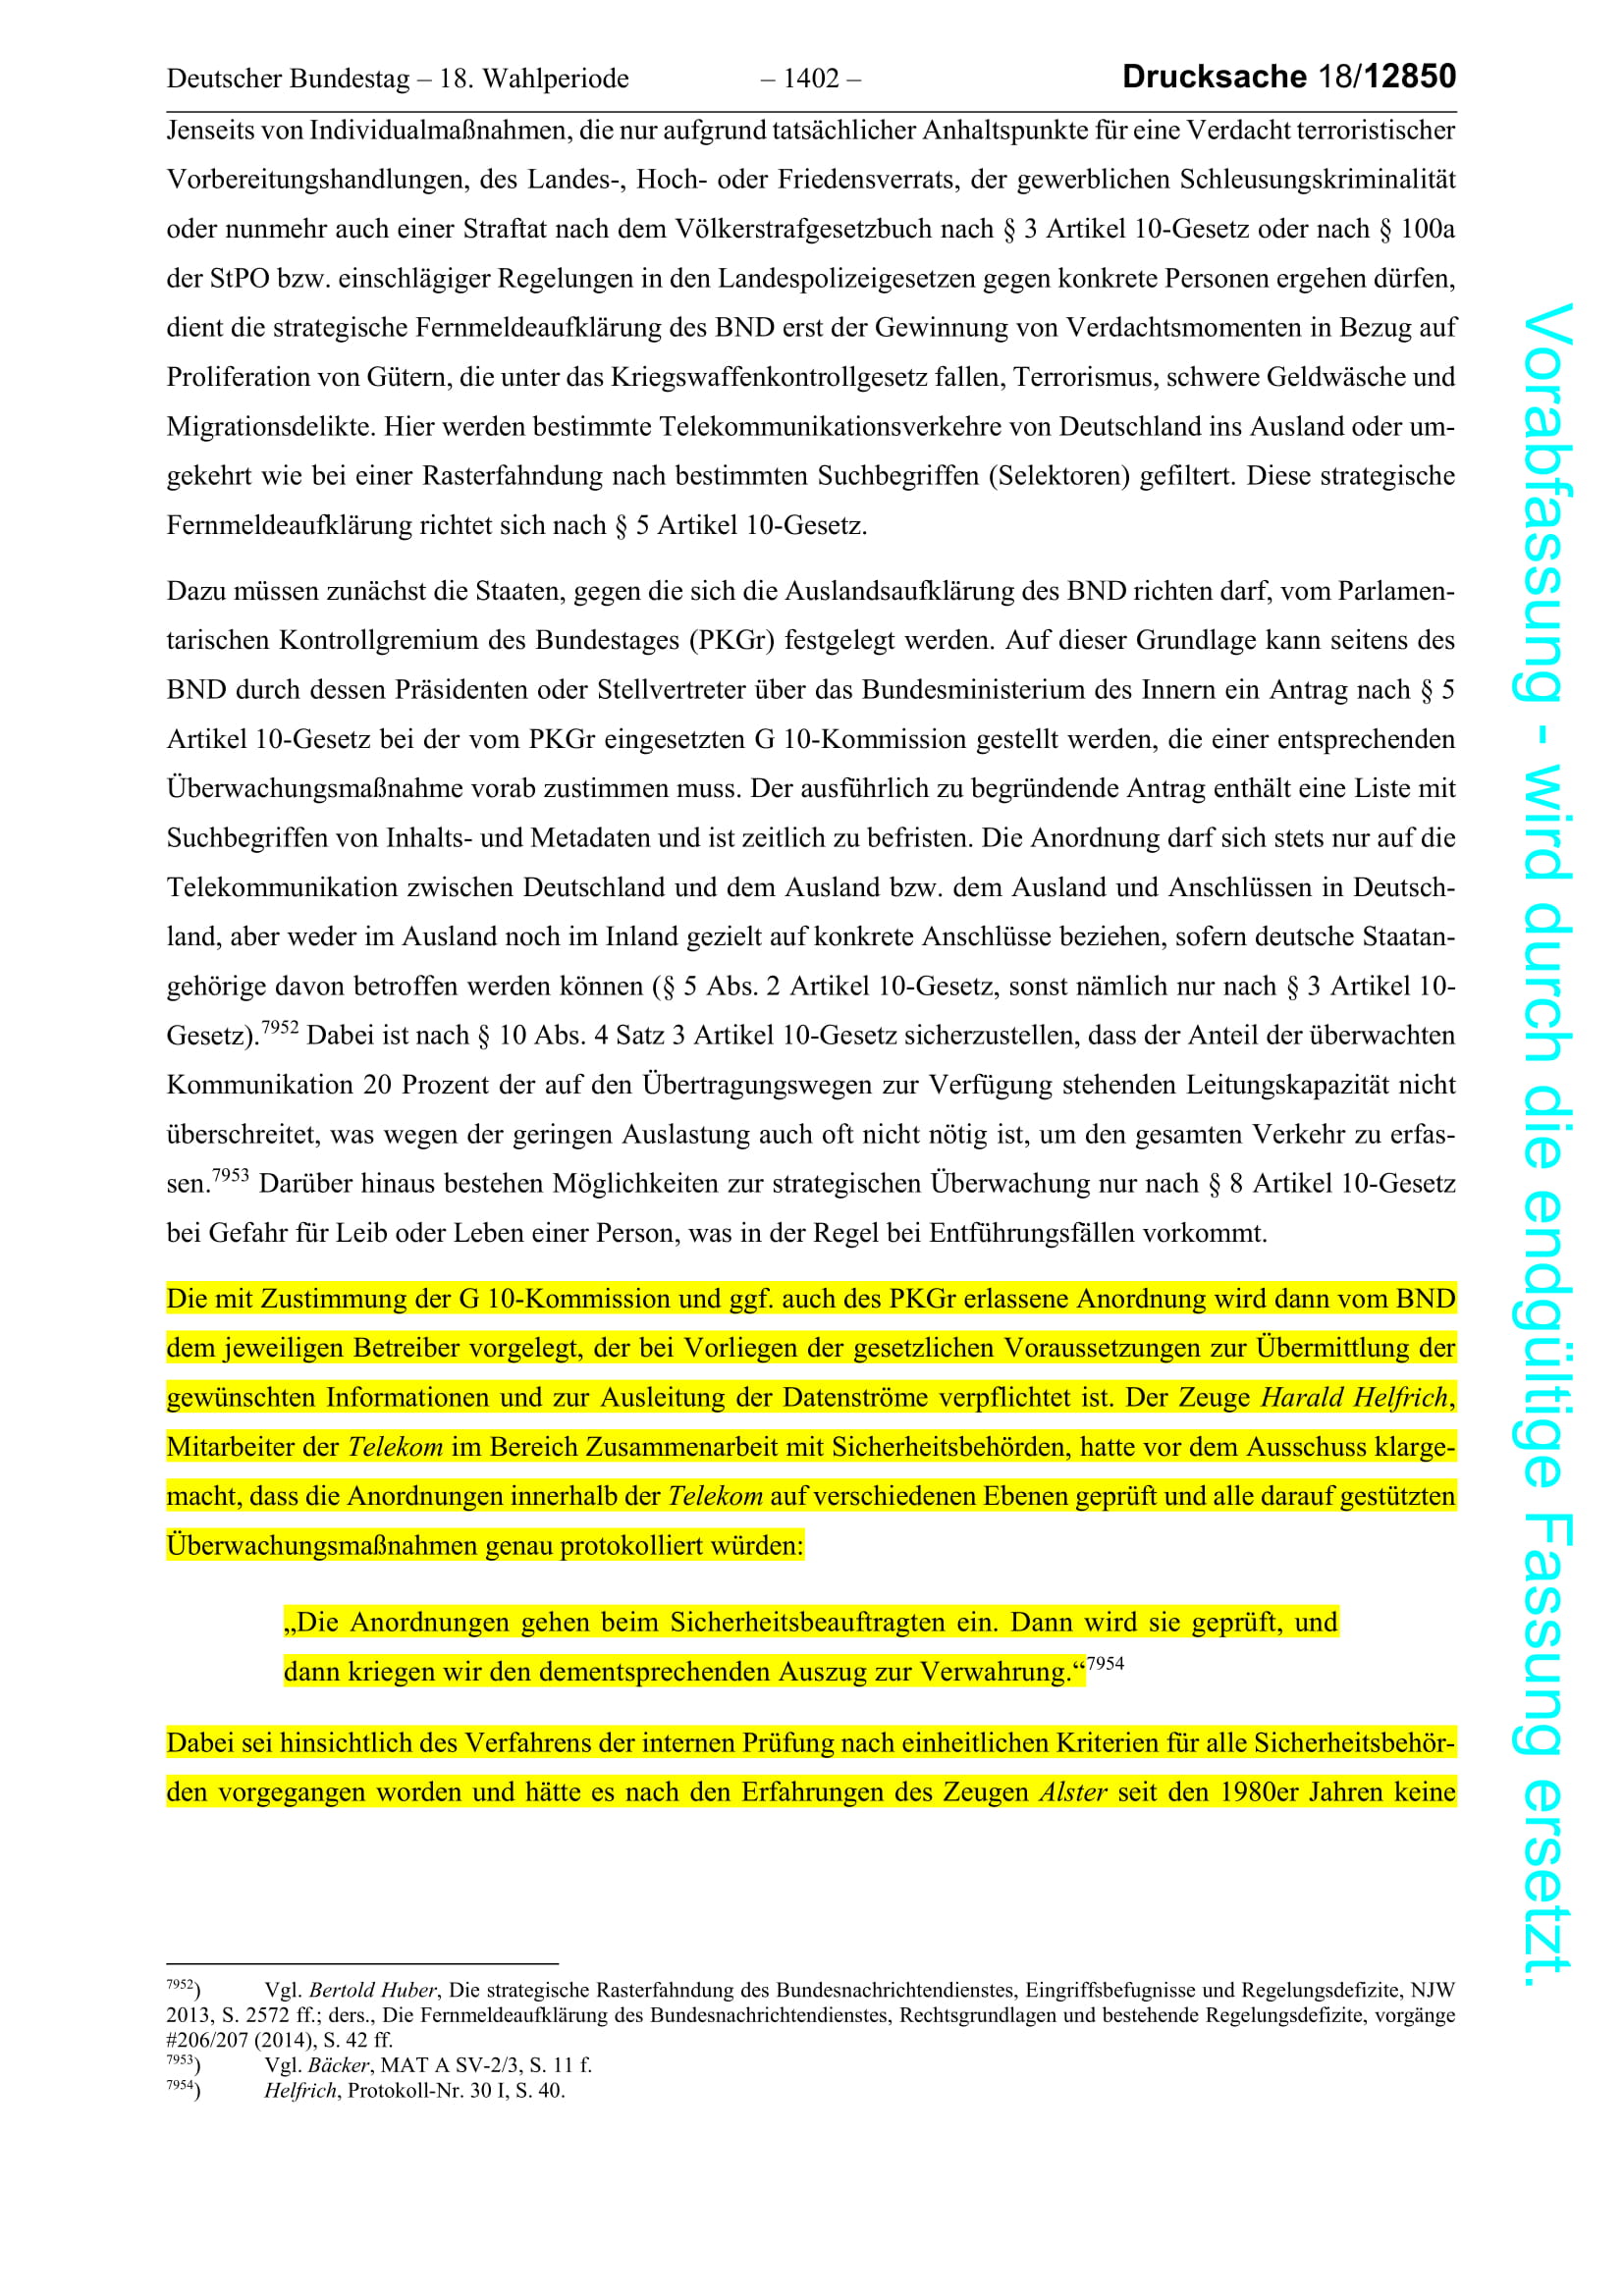 Deutscher Bundestag – 18. Wahlperiode – 1402 – Drucksache 18/12850
Jenseits von Individualmaßnahmen, die nur aufgrund tatsächlicher Anhaltspunkte für eine Verdacht terroristischer
Vorbereitungshandlungen, des Landes-, Hoch- oder Friedensverrats, der gewerblichen Schleusungskriminalität
oder nunmehr auch einer Straftat nach dem Völkerstrafgesetzbuch nach § 3 Artikel 10-Gesetz oder nach § 100a
der StPO bzw. einschlägiger Regelungen in den Landespolizeigesetzen gegen konkrete Personen ergehen dürfen,
dient die strategische Fernmeldeaufklärung des BND erst der Gewinnung von Verdachtsmomenten in Bezug auf
Proliferation von Gütern, die unter das Kriegswaffenkontrollgesetz fallen, Terrorismus, schwere Geldwäsche und
Migrationsdelikte. Hier werden bestimmte Telekommunikationsverkehre von Deutschland ins Ausland oder um-
gekehrt wie bei einer Rasterfahndung nach bestimmten Suchbegriffen (Selektoren) gefiltert. Diese strategische
Fernmeldeaufklärung richtet sich nach § 5 Artikel 10-Gesetz.
Dazu müssen zunächst die Staaten, gegen die sich die Auslandsaufklärung des BND richten darf, vom Parlamen-
tarischen Kontrollgremium des Bundestages (PKGr) festgelegt werden. Auf dieser Grundlage kann seitens des
BND durch dessen Präsidenten oder Stellvertreter über das Bundesministerium des Innern ein Antrag nach § 5
Artikel 10-Gesetz bei der vom PKGr eingesetzten G 10-Kommission gestellt werden, die einer entsprechenden
Überwachungsmaßnahme vorab zustimmen muss. Der ausführlich zu begründende Antrag enthält eine Liste mit
Suchbegriffen von Inhalts- und Metadaten und ist zeitlich zu befristen. Die Anordnung darf sich stets nur auf die
Telekommunikation zwischen Deutschland und dem Ausland bzw. dem Ausland und Anschlüssen in Deutsch-
land, aber weder im Ausland noch im Inland gezielt auf konkrete Anschlüsse beziehen, sofern deutsche Staatan-
gehörige davon betroffen werden können (§ 5 Abs. 2 Artikel 10-Gesetz, sonst nämlich nur nach § 3 Artikel 10-
Gesetz).7952 Dabei ist nach § 10 Abs. 4 Satz 3 Artikel 10-Gesetz sicherzustellen, dass der Anteil der überwachten
Kommunikation 20 Prozent der auf den Übertragungswegen zur Verfügung stehenden Leitungskapazität nicht
überschreitet, was wegen der geringen Auslastung auch oft nicht nötig ist, um den gesamten Verkehr zu erfas-
sen.7953 Darüber hinaus bestehen Möglichkeiten zur strategischen Überwachung nur nach § 8 Artikel 10-Gesetz
bei Gefahr für Leib oder Leben einer Person, was in der Regel bei Entführungsfällen vorkommt.
Die mit Zustimmung der G 10-Kommission und ggf. auch des PKGr erlassene Anordnung wird dann vom BND
dem jeweiligen Betreiber vorgelegt, der bei Vorliegen der gesetzlichen Voraussetzungen zur Übermittlung der
gewünschten Informationen und zur Ausleitung der Datenströme verpflichtet ist. Der Zeuge Harald Helfrich,
Mitarbeiter der Telekom im Bereich Zusammenarbeit mit Sicherheitsbehörden, hatte vor dem Ausschuss klarge-
macht, dass die Anordnungen innerhalb der Telekom auf verschiedenen Ebenen geprüft und alle darauf gestützten
Überwachungsmaßnahmen genau protokolliert würden:
„Die Anordnungen gehen beim Sicherheitsbeauftragten ein. Dann wird sie geprüft, und
dann kriegen wir den dementsprechenden Auszug zur Verwahrung.“7954
Dabei sei hinsichtlich des Verfahrens der internen Prüfung nach einheitlichen Kriterien für alle Sicherheitsbehör-
den vorgegangen worden und hätte es nach den Erfahrungen des Zeugen Alster seit den 1980er Jahren keine
7952) Vgl. Bertold Huber, Die strategische Rasterfahndung des Bundesnachrichtendienstes, Eingriffsbefugnisse und Regelungsdefizite, NJW
2013, S. 2572 ff.; ders., Die Fernmeldeaufklärung des Bundesnachrichtendienstes, Rechtsgrundlagen und bestehende Regelungsdefizite, vorgänge
#206/207 (2014), S. 42 ff.
7953) Vgl. Bäcker, MAT A SV-2/3, S. 11 f.
7954) Helfrich, Protokoll-Nr. 30 I, S. 40.
Vorabfassung - wird durch die endgültige Fassung ersetzt.